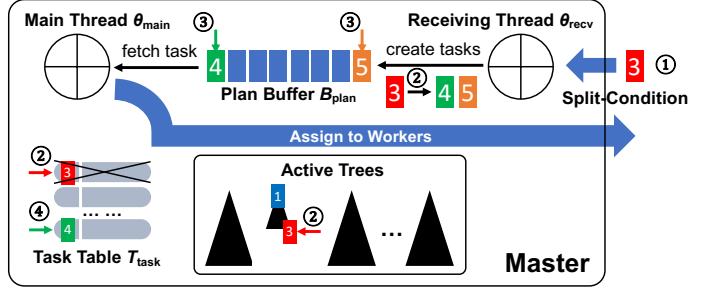 Main Thread θmain
③
③
Receiving Thread θrecv
fetch task
create tasks
4
5
3
①
3
②
4
5
Plan Buffer Bplan
Split-Condition
Assign to Workers
②
3
Active Trees
1
②
3
... ...
...
④
4
Task Table Ttask
Master